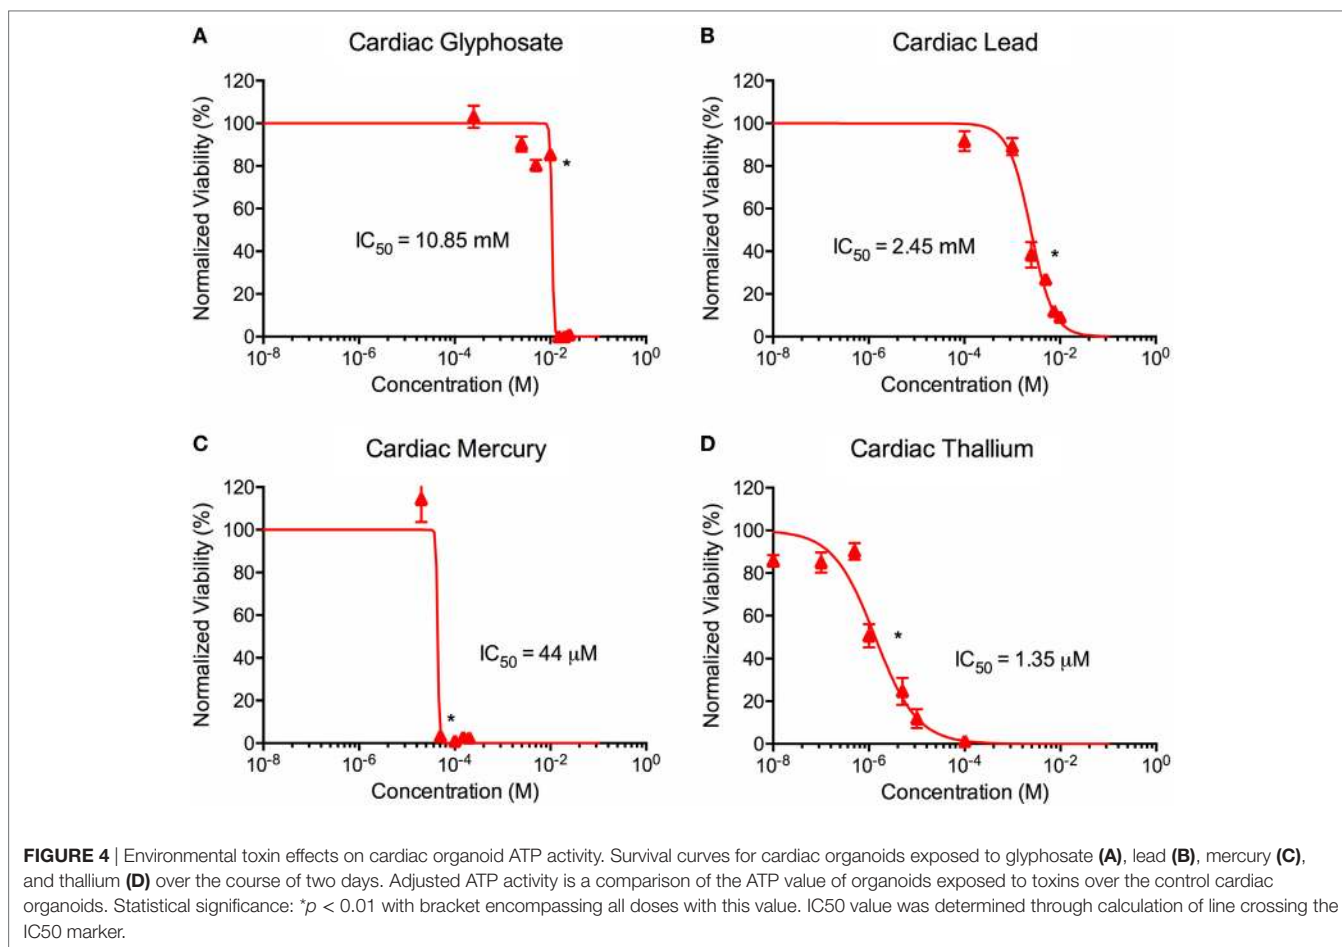 A
Cardiac Glyphosate
Normalized Viability (%)
120
100
80
60
40
20
0
*
IC50 = 10.85 mM
10-8
10-6
10-4
10-2
100
Concentration (M)
B
Cardiac Lead
Normalized Viability (%)
120
100
80
60
40
20
0
IC50 = 2.45 mM
*
10-8
10-6
10-4
10-2
100
Concentration (M)
C
Cardiac Mercury
Normalized Viability (%)
120
100
80
60
40
20
0
IC50 = 44 μM
*
10-8
10-6
10-4
10-2
100
Concentration (M)
D
Cardiac Thallium
Normalized Viability (%)
120
100
80
60
40
20
0
*
IC50 = 1.35 μM
10-8
10-6
10-4
10-2
100
Concentration (M)
FIGURE 4 | Environmental toxin effects on cardiac organoid ATP activity. Survival curves for cardiac organoids exposed to glyphosate (A), lead (B), mercury (C),
and thallium (D) over the course of two days. Adjusted ATP activity is a comparison of the ATP value of organoids exposed to toxins over the control cardiac
organoids. Statistical significance: *p < 0.01 with bracket encompassing all doses with this value. IC50 value was determined through calculation of line crossing the
IC50 marker.